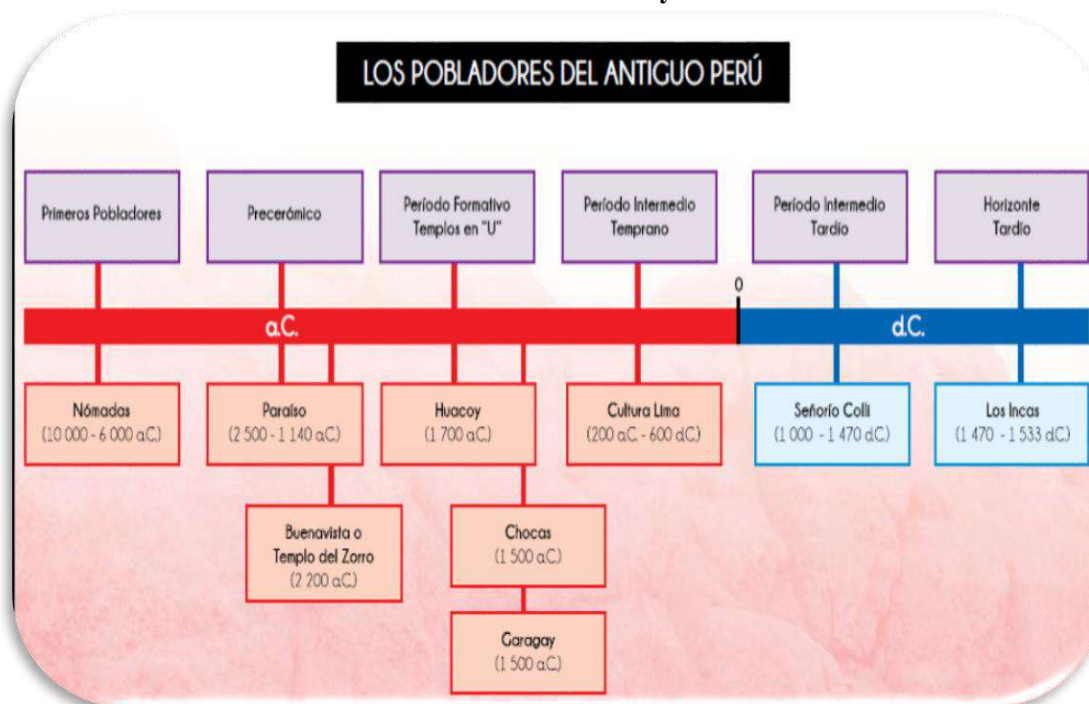 LOS POBLADORES DEL ANTIGUO PERÚ
Primeros Pobladores
Precerámico
Período Formativo
Templos en "U"
Período Intermedio
Temprano
Período Intermedio
Tardío
Horizonte
Tardío
0
a.C.
d.C.
Nómadas
(10 000 - 6 000 a.C.)
Paraíso
(2 500 - 1 140 a.C.)
Huacoy
(1 700 a.C.)
Cultura Lima
(200 a.C. - 600 d.C.)
Señorío Colli
(1 000 - 1 470 d.C.)
Los Incas
(1 470 - 1 533 d.C.)
Buenavista o
Templo del Zorro
(2 200 a.C.)
Chocas
(1 500 a.C.)
Garagay
(1 500 a.C.)